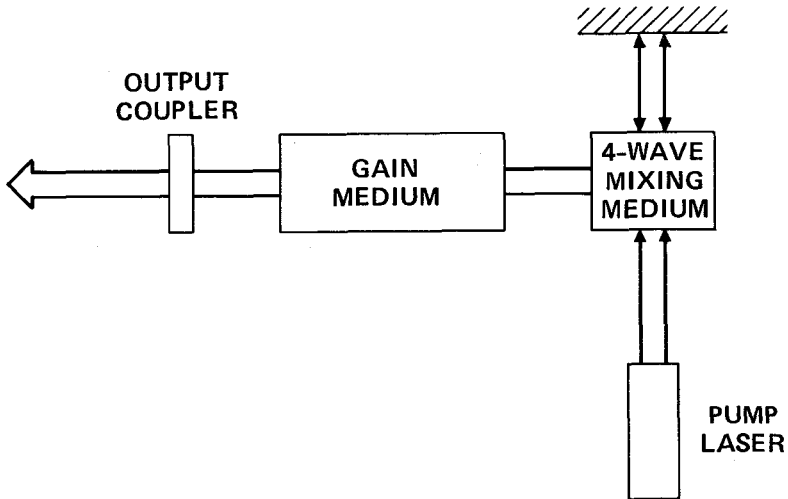 OUTPUT
COUPLER
GAIN
MEDIUM
4-WAVE
MIXING
MEDIUM
PUMP
LASER